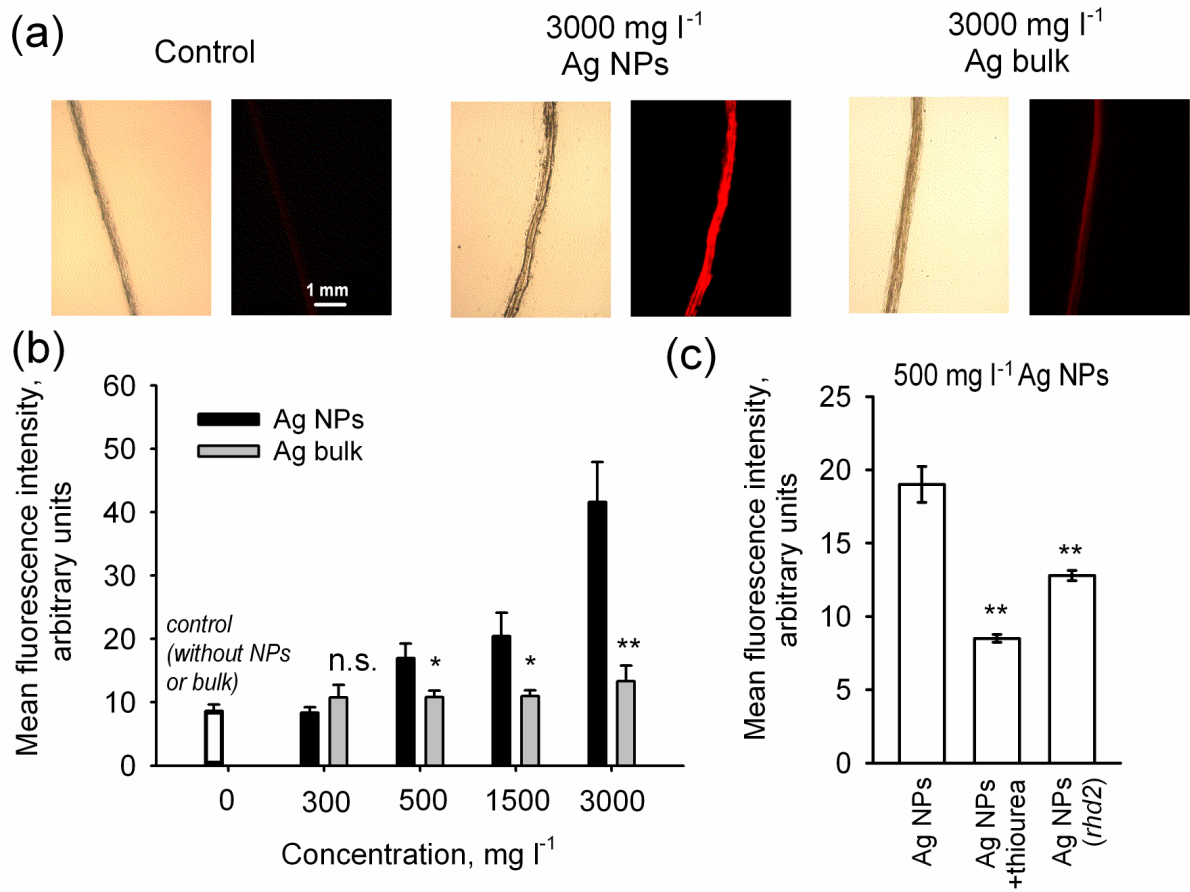 (a)
Control
3000 mg l-1
Ag NPs
3000 mg l-1
Ag bulk
1 mm
(b)
Mean fluorescence intensity,
arbitrary units
60
50
40
30
20
10
0
Ag NPs
Ag bulk
control
(without NPs
or bulk)
n.s.
*
*
**
0
300
500
1500
3000
Concentration, mg l-1
(c)
500 mg l-1 Ag NPs
Mean fluorescence intensity,
arbitrary units
25
20
15
10
5
0
**
**
Ag NPs
Ag NPs
+thiourea
Ag NPs
(rhd2)